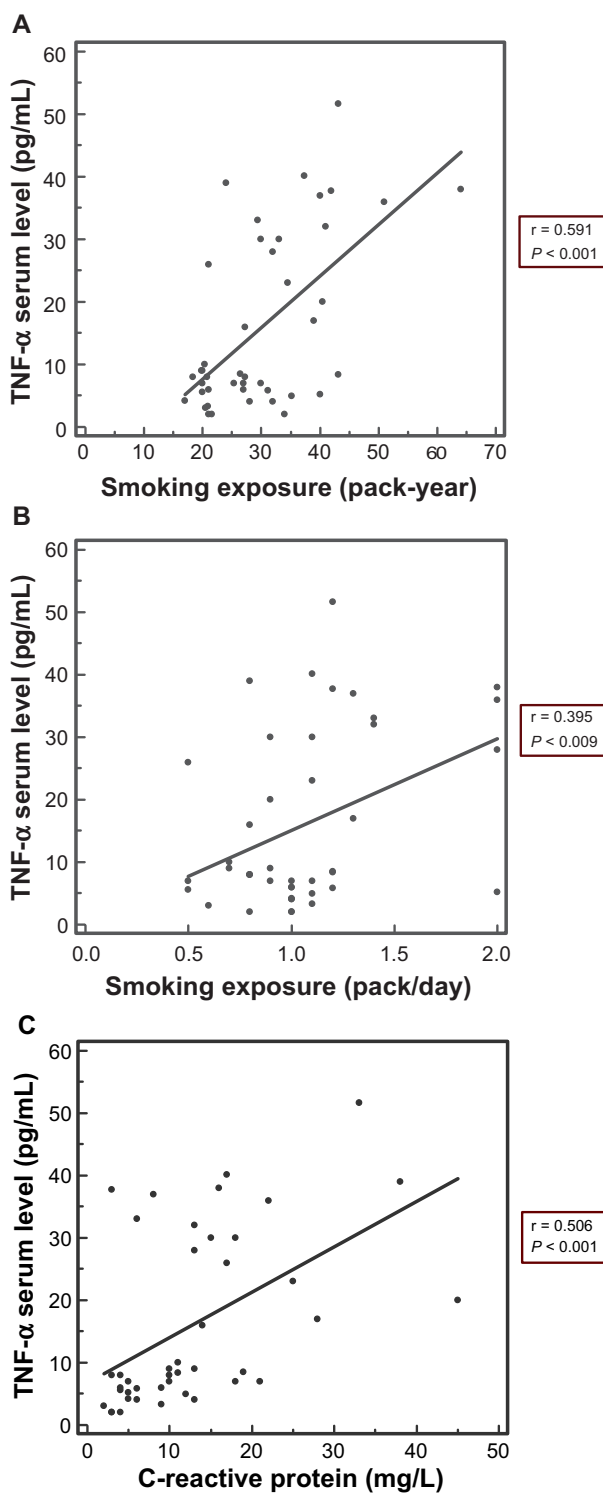 A
TNF-α serum level (pg/mL)
60
50
40
30
20
10
0
0 10 20 30 40 50 60 70
Smoking exposure (pack-year)
r = 0.591
P < 0.001
B
TNF-α serum level (pg/mL)
60
50
40
30
20
10
0
0.0 0.5 1.0 1.5 2.0
Smoking exposure (pack/day)
r = 0.395
P < 0.009
C
TNF-α serum level (pg/mL)
60
50
40
30
20
10
0
0 10 20 30 40 50
C-reactive protein (mg/L)
r = 0.506
P < 0.001